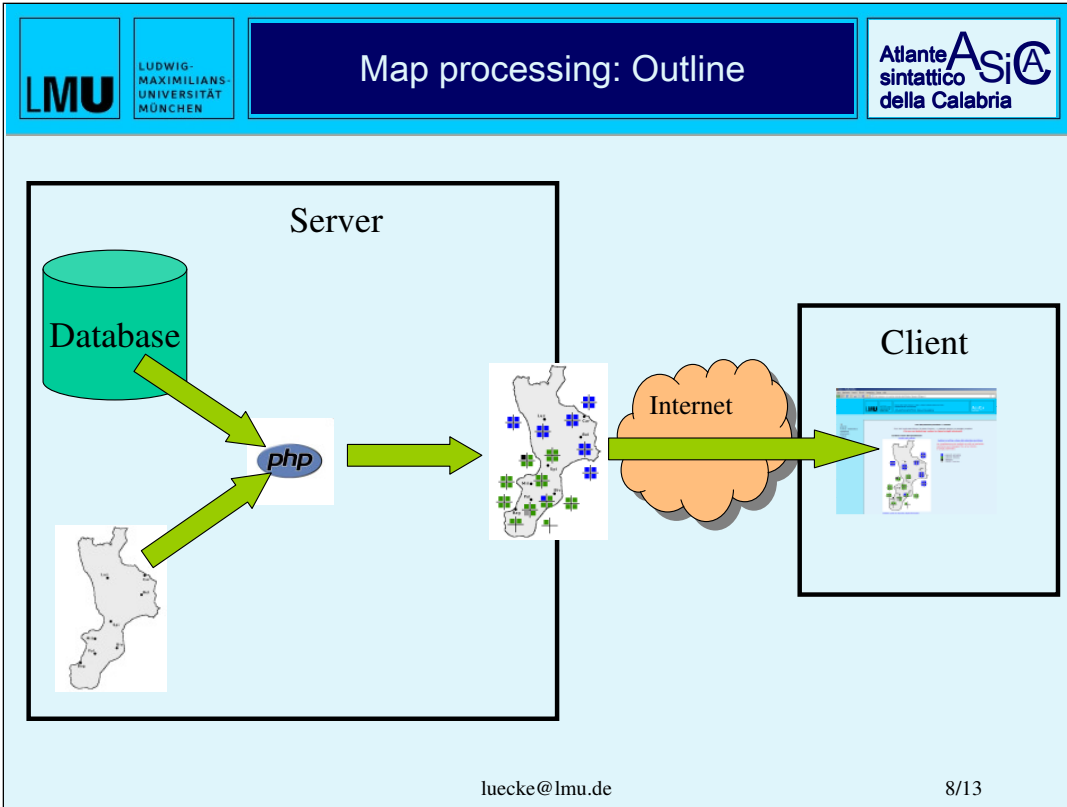 LMU
LUDWIG-
MAXIMILIANS-
UNIVERSITÄT
MÜNCHEN
Map processing: Outline
Atlante
sintattico
della Calabria
ASiCA
Server
Database
php
Internet
Client
luecke@lmu.de
8/13